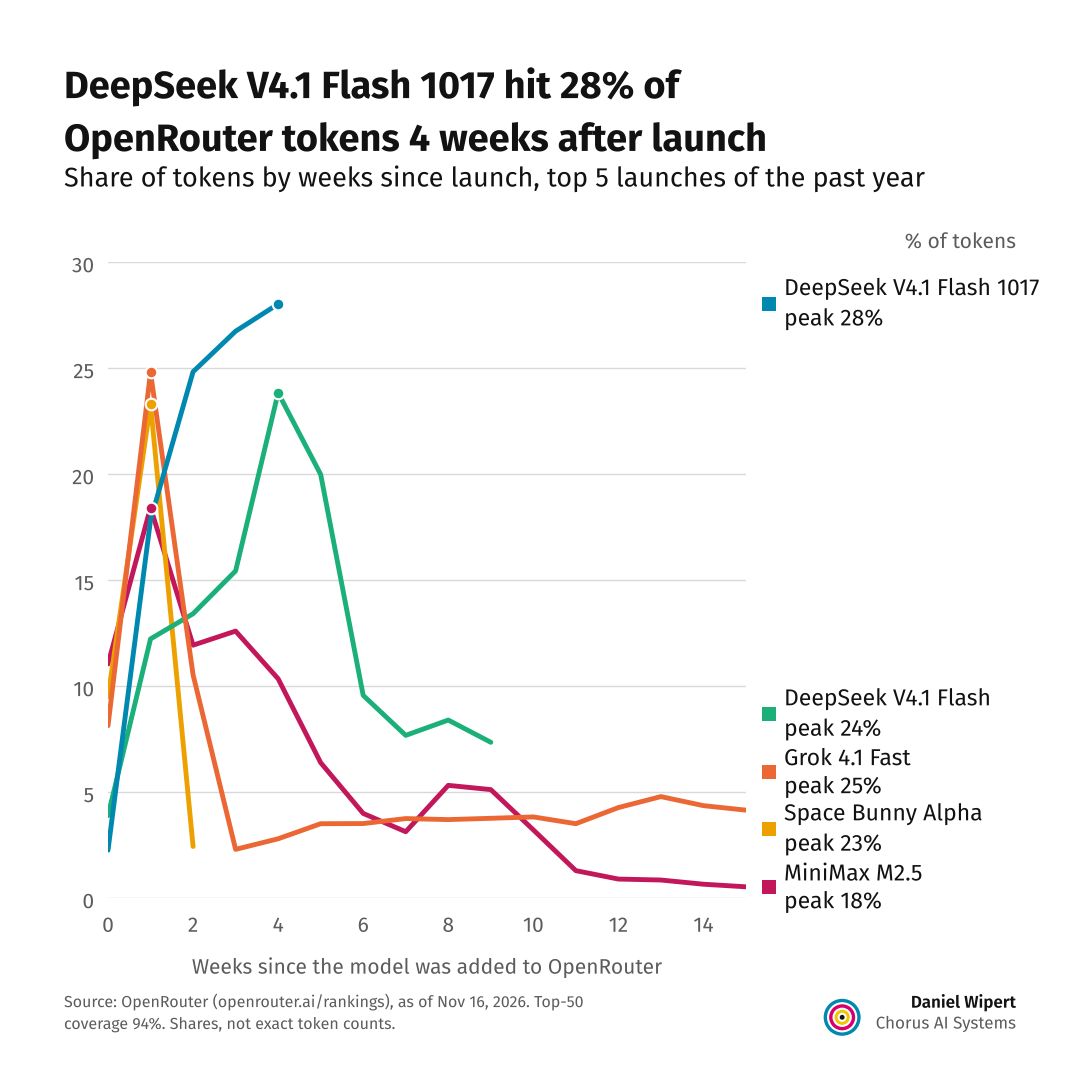 DeepSeek V4.1 Flash 1017 hit 28% of
OpenRouter tokens 4 weeks after launch
Share of tokens by weeks since launch, top 5 launches of the past year
% of tokens
30
25
20
15
10
5
0
0 2 4 6 8 10 12 14
DeepSeek V4.1 Flash 1017
peak 28%
DeepSeek V4.1 Flash
peak 24%
Grok 4.1 Fast
peak 25%
Space Bunny Alpha
peak 23%
MiniMax M2.5
peak 18%
Weeks since the model was added to OpenRouter
Source: OpenRouter (openrouter.ai/rankings), as of Nov 16, 2026. Top-50
coverage 94%. Shares, not exact token counts.
Daniel Wipert
Chorus AI Systems